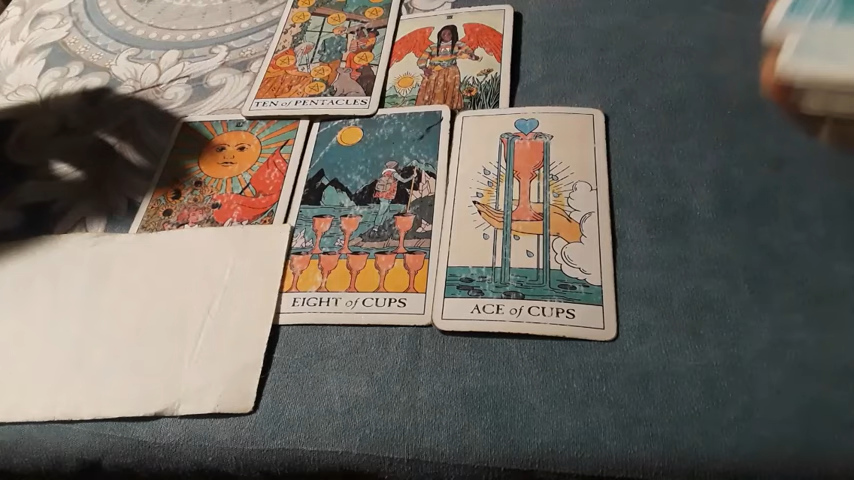 TEN of PENTACLES
EIGHT of CUPS
ACE of CUPS